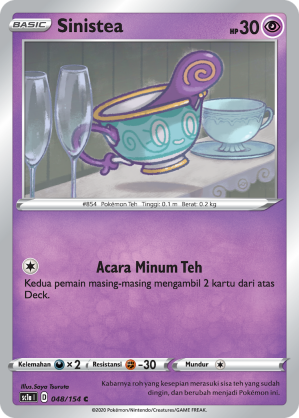 BASIC Sinistea HP 30
#854 Pokémon Teh Tinggi: 0.1 m Berat: 0.2 kg
Acara Minum Teh
Kedua pemain masing-masing mengambil 2 kartu dari atas
Deck.
Kelemahan ×2 Resistansi -30 Mundur
Ilus. Saya Tsuruta
sc1a I D 048/154 C
Kabarnya roh yang kesepian merasuki sisa teh yang sudah
dingin, dan berubah menjadi Pokémon ini.
©2020 Pokémon/Nintendo/Creatures/GAME FREAK.